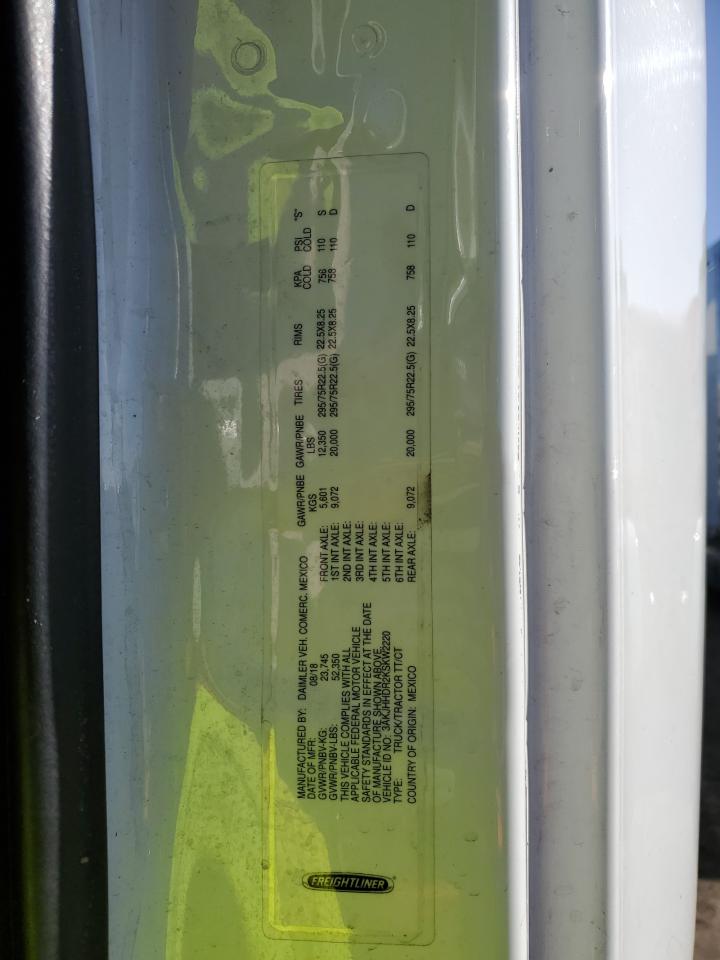 FREIGHTLINER
MANUFACTURED BY: DAIMLER VEH. COMERC. MEXICO
DATE OF MFR: 08/18
GVWR/PNBV-KG: 23,745
GVWR/PNBV-LBS: 52,350
THIS VEHICLE COMPLIES WITH ALL
APPLICABLE FEDERAL MOTOR VEHICLE
SAFETY STANDARDS IN EFFECT AT THE DATE
OF MANUFACTURE SHOWN ABOVE.
VEHICLE ID NO.: 3AKJHHDR2KSKW2220
TYPE: TRUCK/TRACTOR TT/CT
COUNTRY OF ORIGIN: MEXICO
GAWR/PNBE GAWR/PNBE TIRES RIMS KPA PSI "S"
KGS LBS COLD COLD
FRONT AXLE: 5,601 12,350 295/75R22.5(G) 22.5X8.25 758 110 S
1ST INT AXLE: 9,072 20,000 295/75R22.5(G) 22.5X8.25 758 110 D
2ND INT AXLE:
3RD INT AXLE:
4TH INT AXLE:
5TH INT AXLE:
6TH INT AXLE:
REAR AXLE: 9,072 20,000 295/75R22.5(G) 22.5X8.25 758 110 D